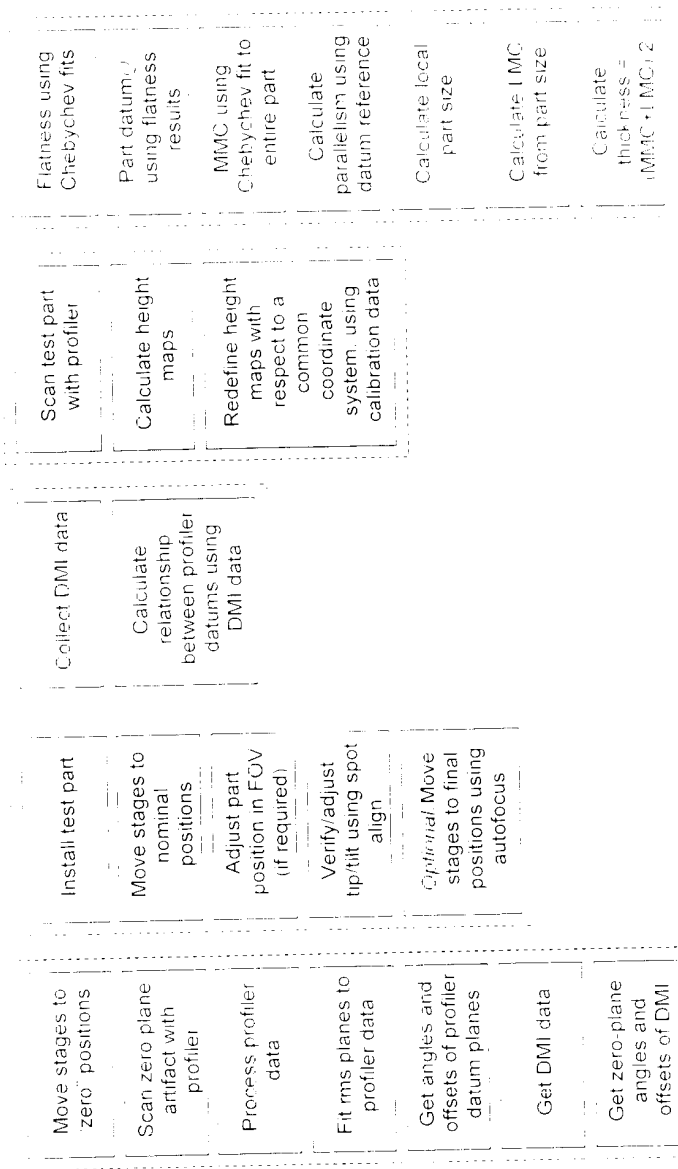 Move stages to
"zero" positions
Scan zero plane
artifact with
profiler
Process profiler
data
Fit rms planes to
profiler data
Get angles and
offsets of profiler
datum planes
Get DMI data
Get zero-plane
angles and
offsets of DMI
Install test part
Move stages to
nominal
positions
Adjust part
position in FOV
(if required)
Verify/adjust
tip/tilt using spot
align
Optional Move
stages to final
positions using
autofocus
Collect DMI data
Calculate
relationship
between profiler
datums using
DMI data
Scan test part
with profiler
Calculate height
maps
Redefine height
maps with
respect to a
common
coordinate
system, using
calibration data
Flatness using
Chebychev fits
Part datum
using flatness
results
MMC using
Chebychev fit to
entire part
Calculate
parallelism using
datum reference
Calculate local
part size
Calculate LMC
from part size
Calculate
thickness =
(MMC+LMC) 2